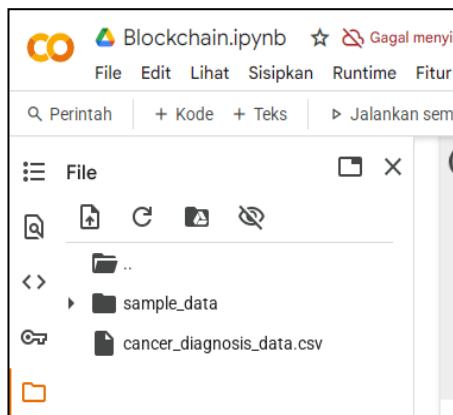 Blockchain.ipynb Gagal menyi
File Edit Lihat Sisipkan Runtime Fitur
Perintah + Kode + Teks Jalankan sem
File
..
sample_data
cancer_diagnosis_data.csv